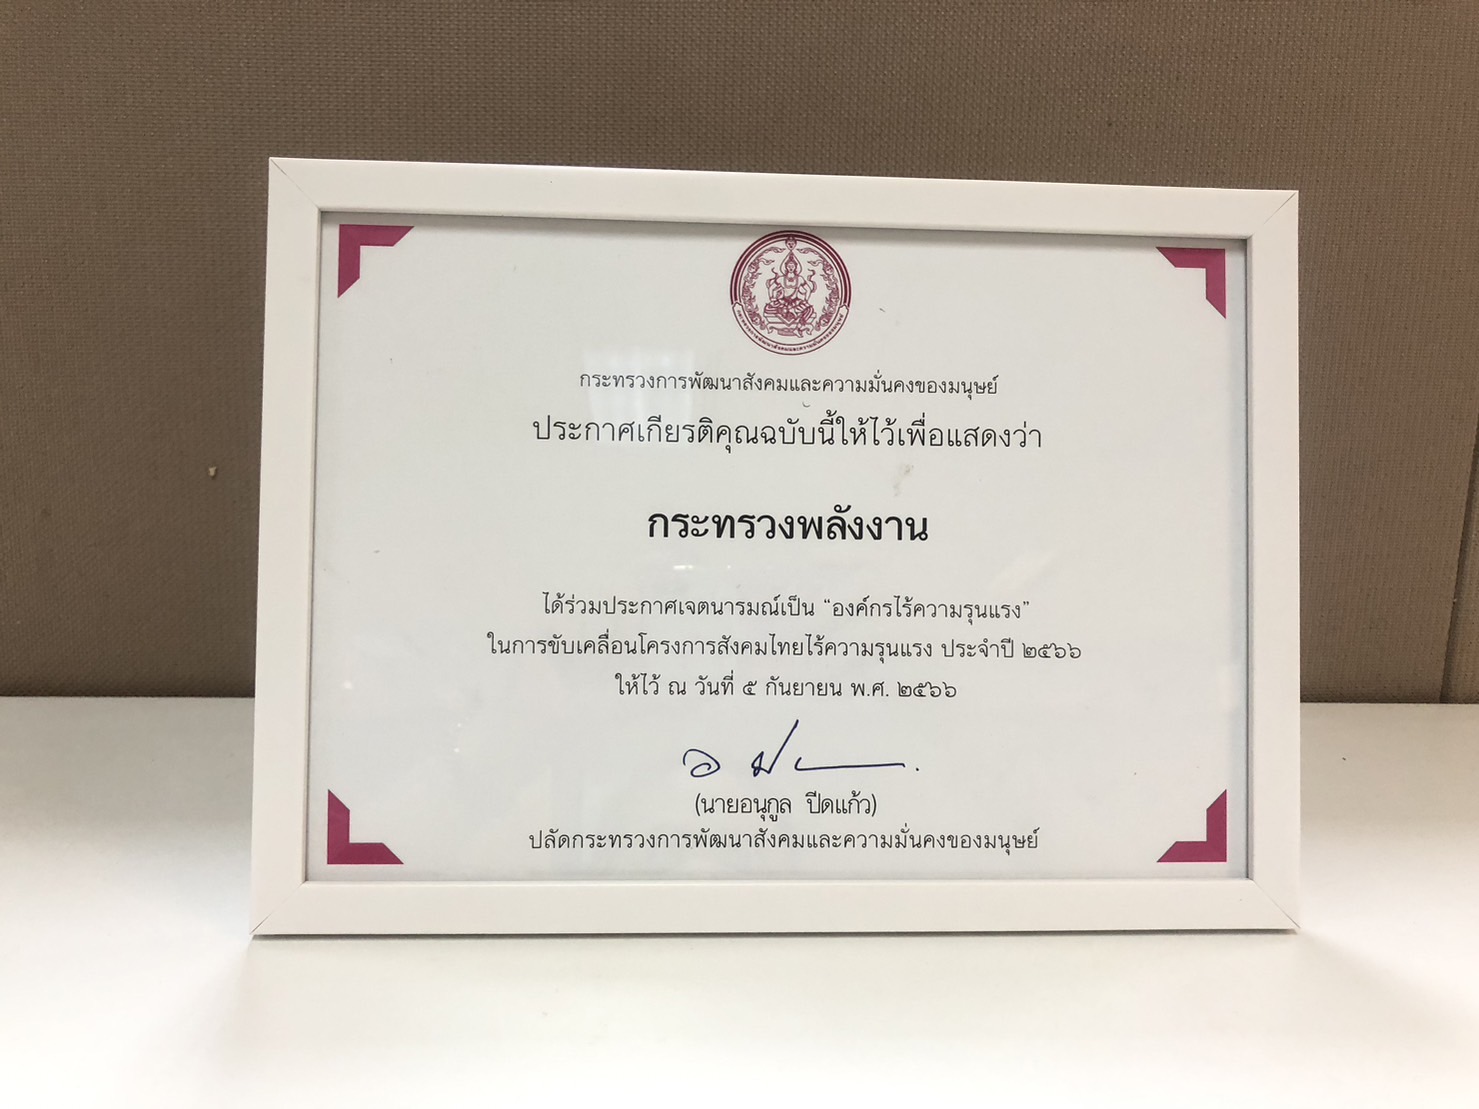 กระทรวงการพัฒนาสังคมและความมั่นคงของมนุษย์
ประกาศเกียรติคุณฉบับนี้ให้ไว้เพื่อแสดงว่า
กระทรวงพลังงาน
ได้ร่วมประกาศเจตนารมณ์เป็น “องค์กรไร้ความรุนแรง”
ในการขับเคลื่อนโครงการสังคมไทยไร้ความรุนแรง ประจำปี ๒๕๖๖
ให้ไว้ ณ วันที่ ๕ กันยายน พ.ศ. ๒๕๖๖
(นายอนุกูล ปีดแก้ว)
ปลัดกระทรวงการพัฒนาสังคมและความมั่นคงของมนุษย์